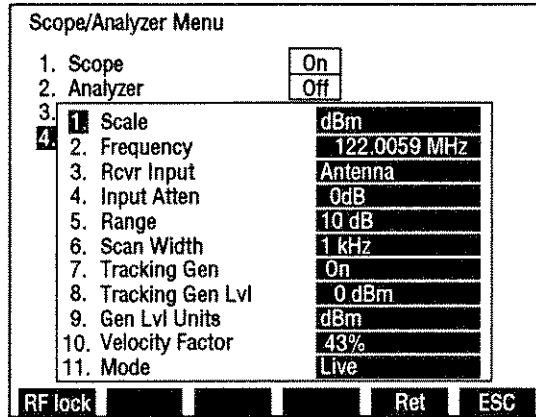 Scope/Analyzer Menu
1. Scope On
2. Analyzer Off
3.
4.
1. Scale dBm
2. Frequency 122.0059 MHz
3. Rcvr Input Antenna
4. Input Atten 0dB
5. Range 10 dB
6. Scan Width 1 kHz
7. Tracking Gen On
8. Tracking Gen Lvl 0 dBm
9. Gen Lvl Units dBm
10. Velocity Factor 43%
11. Mode Live
RF lock Ret ESC